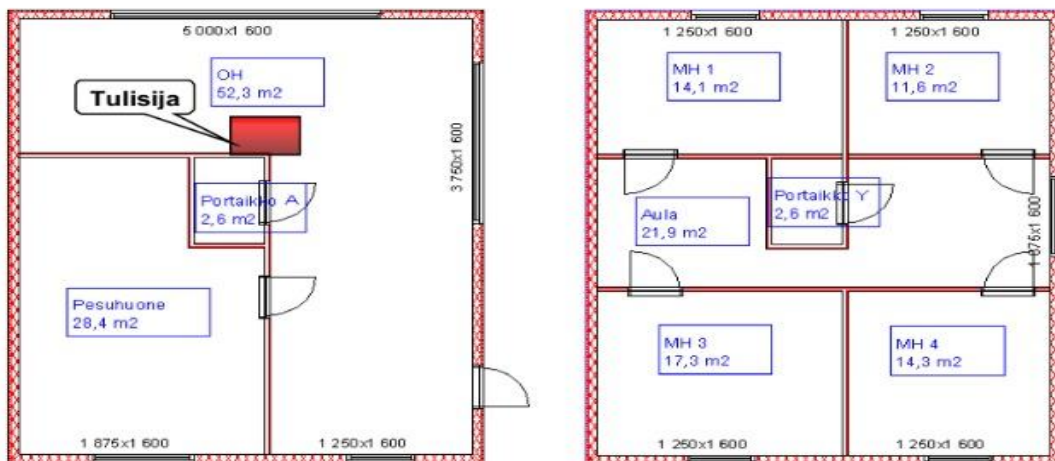 5 000x1 600
OH
52,3 m2
Tulisija
3 750x1 600
Portaikko A
2,6 m2
Pesuhuone
28,4 m2
1 875x1 600
1 250x1 600
1 250x1 600
1 250x1 600
MH 1
14,1 m2
MH 2
11,6 m2
Portaikko Y
2,6 m2
Aula
21,9 m2
1 875x1 600
MH 3
17,3 m2
MH 4
14,3 m2
1 250x1 600
1 250x1 600